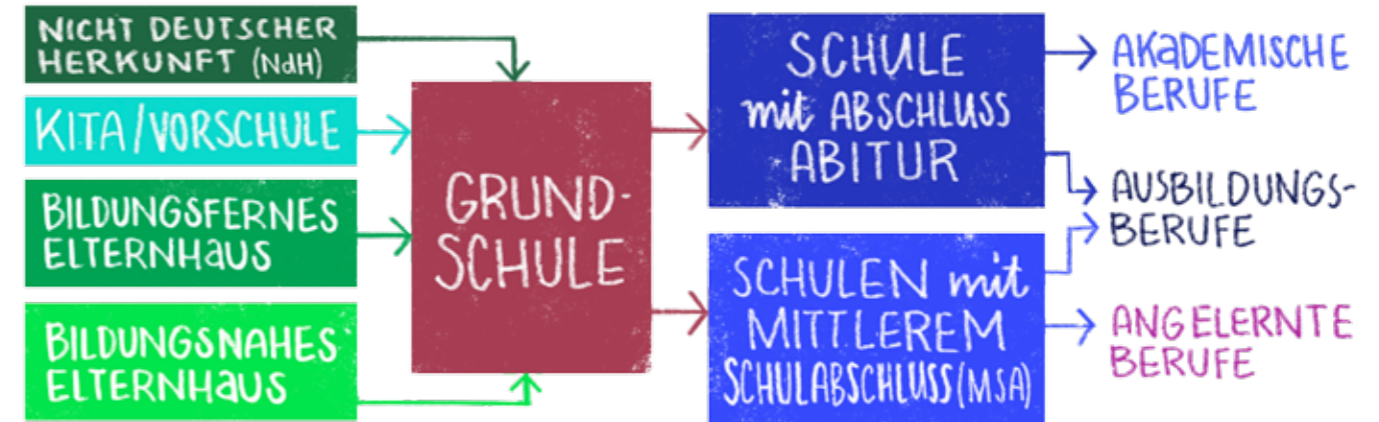 NICHT DEUTSCHER
HERKUNFT (NdH)
KITA/VORSCHULE
BILDUNGSFERNES
ELTERNHAUS
BILDUNGSNAHES
ELTERNHAUS
GRUND-
SCHULE
SCHULE
mit ABSCHLUSS
ABITUR
SCHULEN mit
MITTLEREM
SCHULABSCHLUSS (MSA)
AKADEMISCHE
BERUFE
AUSBILDUNGS-
BERUFE
ANGELERNTE
BERUFE